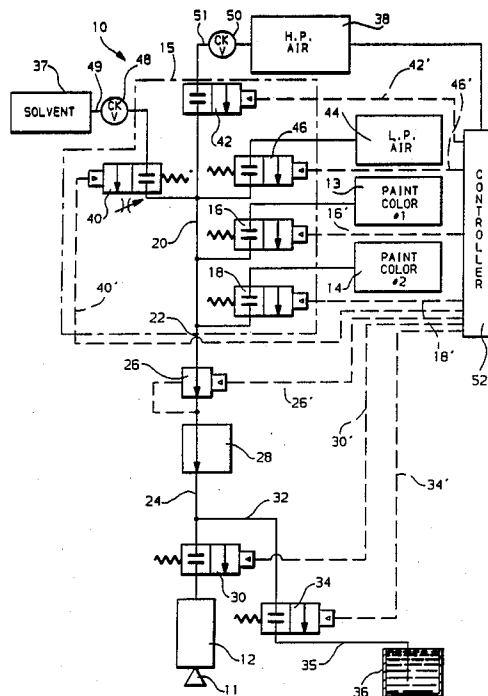 10
37
SOLVENT
49
CK
V
48
15
51
CK
V
50
H.P.
AIR
38
42'
42
46'
44
L.P.
AIR
46
40
20
13
PAINT
COLOR
#1
16
16'
CONTROLLER
14
PAINT
COLOR
#2
18
18'
40'
22
52
26
26'
28
30'
34'
24
32
30
34
12
35
36
11